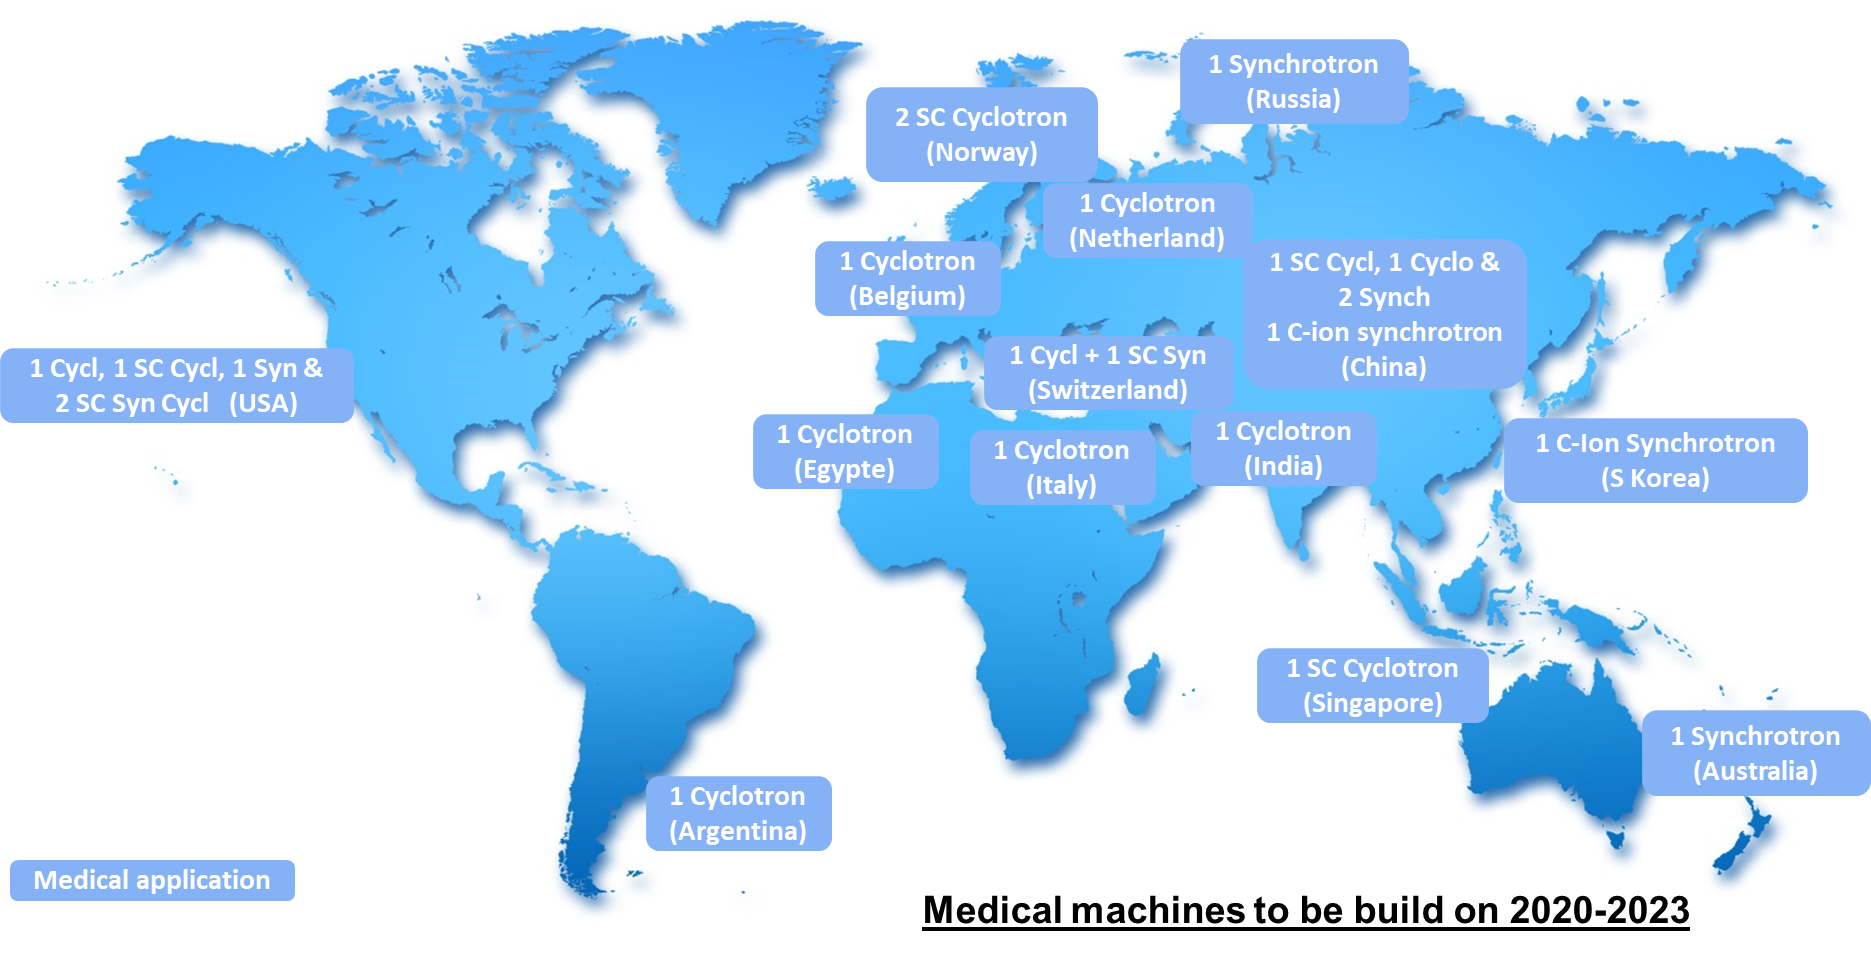 1 Synchrotron
(Russia)
2 SC Cyclotron
(Norway)
1 Cyclotron
(Netherland)
1 Cyclotron
(Belgium)
1 SC Cycl, 1 Cyclo &
2 Synch
1 C-ion synchrotron
(China)
1 Cycl + 1 SC Syn
(Switzerland)
1 Cycl, 1 SC Cycl, 1 Syn &
2 SC Syn Cycl (USA)
1 Cyclotron
(Egypte)
1 Cyclotron
(Italy)
1 Cyclotron
(India)
1 C-Ion Synchrotron
(S Korea)
1 SC Cyclotron
(Singapore)
1 Synchrotron
(Australia)
1 Cyclotron
(Argentina)
Medical application
Medical machines to be build on 2020-2023